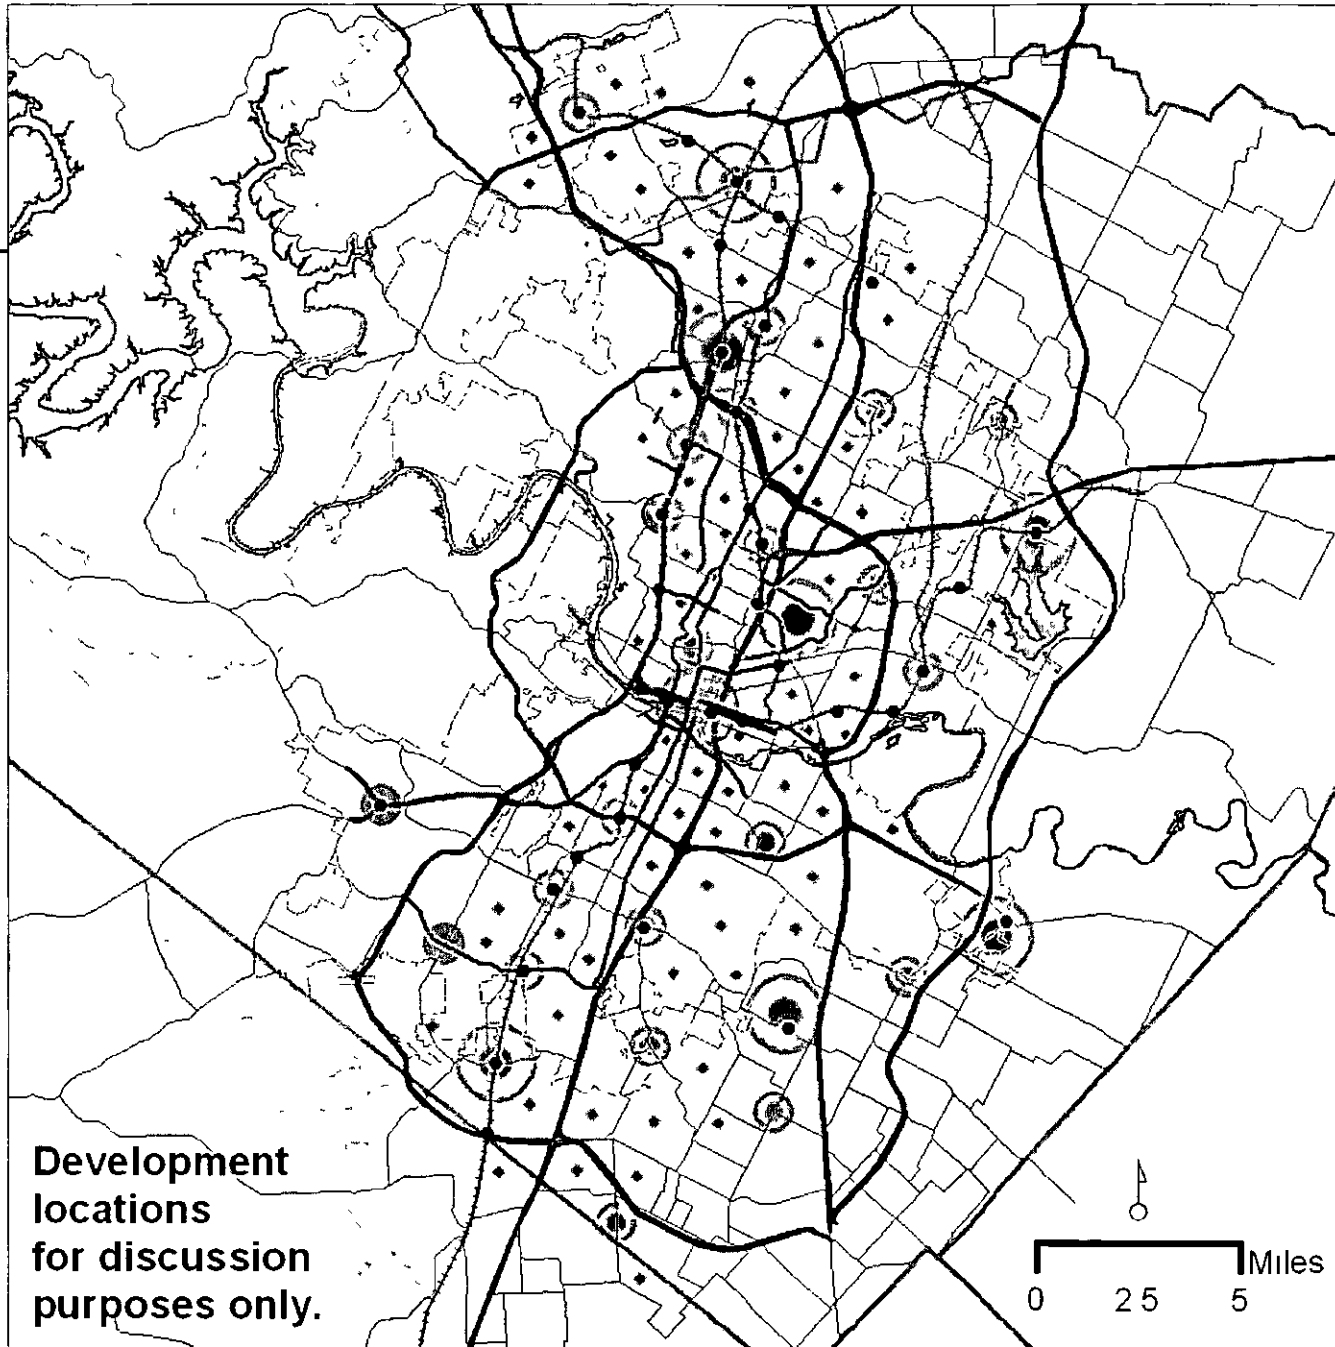 Development
locations
for discussion
purposes only.
Miles
0 2 5 5